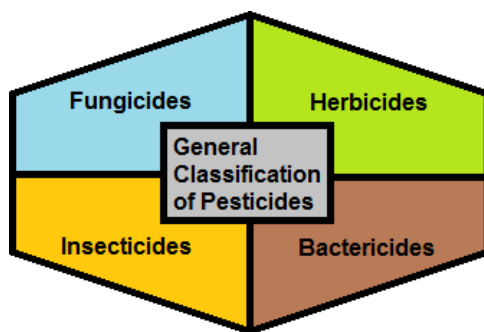 Fungicides
Herbicides
General
Classification
of Pesticides
Insecticides
Bactericides